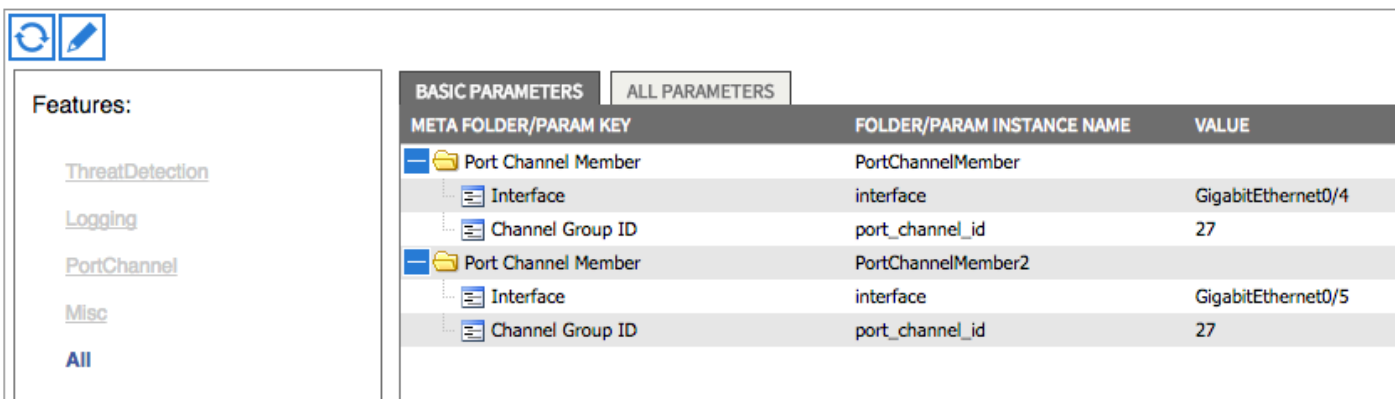 Features:
ThreatDetection
Logging
PortChannel
Misc
All
BASIC PARAMETERS ALL PARAMETERS
META FOLDER/PARAM KEY FOLDER/PARAM INSTANCE NAME VALUE
Port Channel Member PortChannelMember
Interface interface GigabitEthernet0/4
Channel Group ID port_channel_id 27
Port Channel Member PortChannelMember2
Interface interface GigabitEthernet0/5
Channel Group ID port_channel_id 27